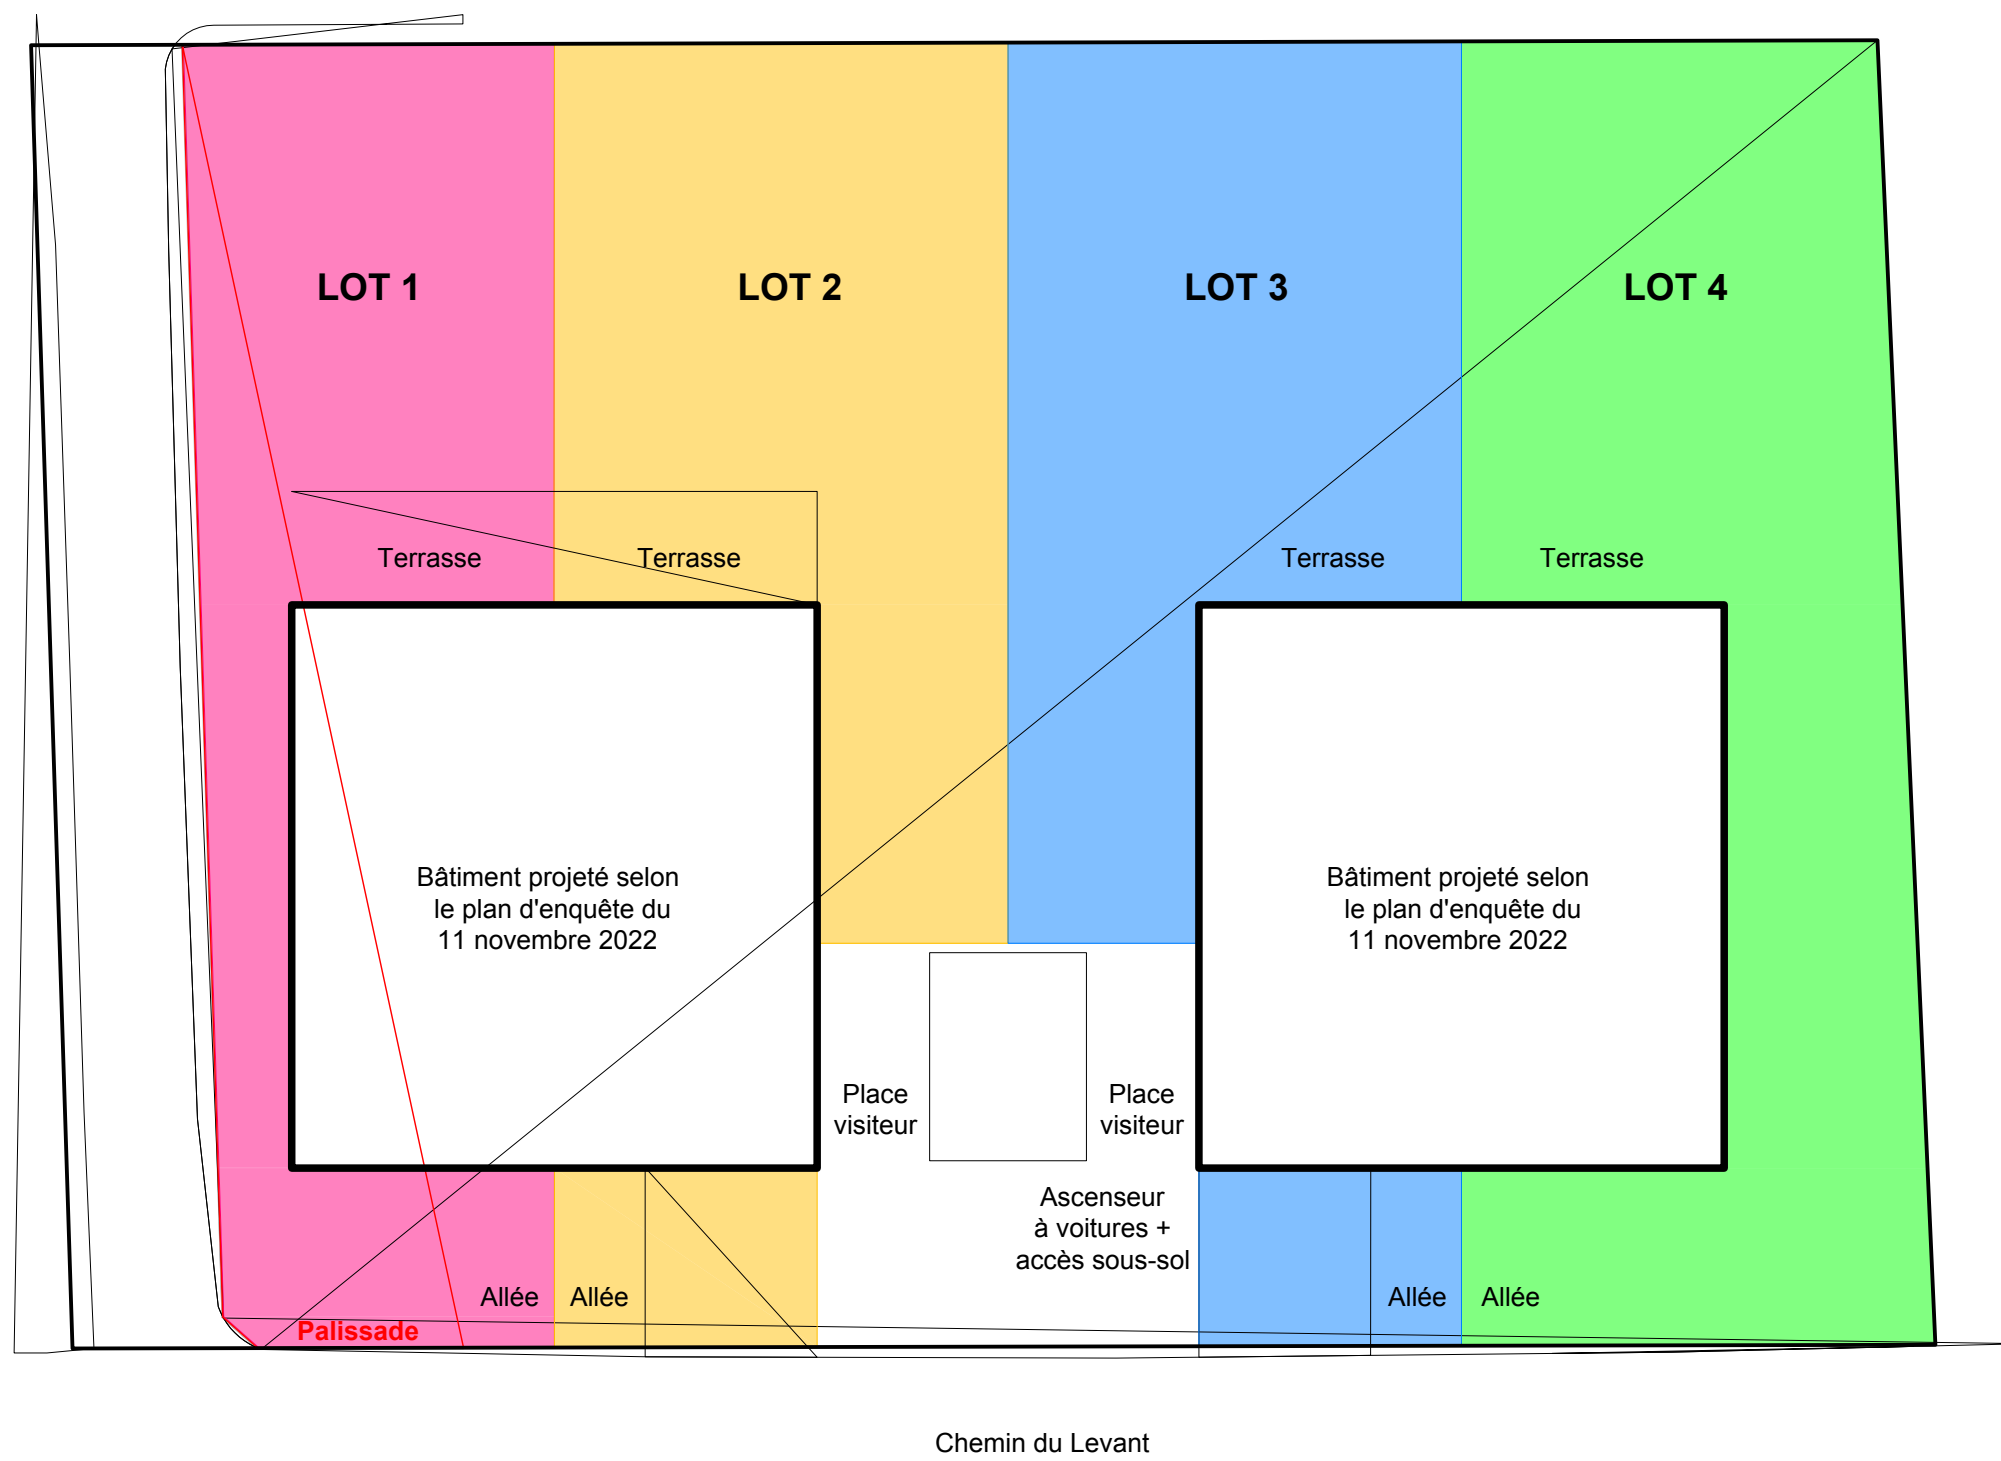 LOT 1
LOT 2
LOT 3
LOT 4
Terrasse
Terrasse
Terrasse
Terrasse
Bâtiment projeté selon
le plan d'enquête du
11 novembre 2022
Bâtiment projeté selon
le plan d'enquête du
11 novembre 2022
Place
visiteur
Place
visiteur
Ascenseur
à voitures +
accès sous-sol
Allée
Allée
Allée
Allée
Palissade
Chemin du Levant